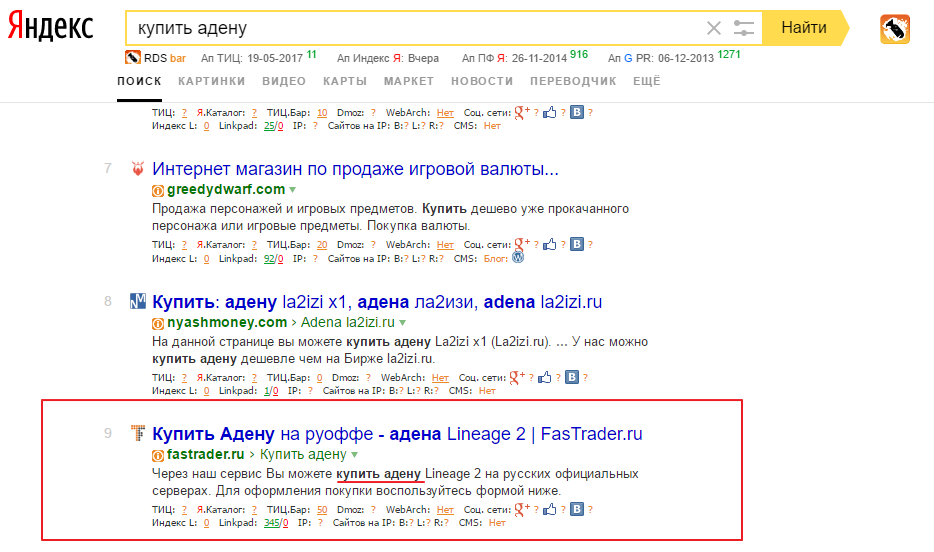 Яндекс
купить адену
Найти
RDS bar Ап ТИЦ: 19-05-2017 11 Ап Индекс Я: Вчера Ап ПФ Я: 26-11-2014 916 Ап G PR: 06-12-2013 1271
ПОИСК КАРТИНКИ ВИДЕО КАРТЫ МАРКЕТ НОВОСТИ ПЕРЕВОДЧИК ЕЩЁ
ТИЦ: ? Я.Каталог: ? ТИЦ.Бар: 10 Dmoz: ? WebArch: Нет Соц. сети: g+ ? ? B ?
Индекс L: 0 Linkpad: 25/0 IP: ? Сайтов на IP: B:? L:? R:? CMS: Нет
7 Интернет магазин по продаже игровой валюты...
greedydwarf.com
Продажа персонажей и игровых предметов. Купить дешево уже прокачанного
персонажа или игровые предметы. Покупка валюты.
ТИЦ: ? Я.Каталог: ? ТИЦ.Бар: 20 Dmoz: ? WebArch: Нет Соц. сети: g+ ? ? B ?
Индекс L: 0 Linkpad: 92/0 IP: ? Сайтов на IP: B:? L:? R:? CMS: Блог:
8 Купить: адену la2izi x1, адена ла2изи, adena la2izi.ru
nyashmoney.com › Adena la2izi.ru
На данной странице вы можете купить адену La2izi x1 (La2izi.ru). ... У нас можно
купить адену дешевле чем на Бирже la2izi.ru.
ТИЦ: ? Я.Каталог: ? ТИЦ.Бар: 0 Dmoz: ? WebArch: Нет Соц. сети: g+ ? ? B ?
Индекс L: 0 Linkpad: 1/0 IP: ? Сайтов на IP: B:? L:? R:? CMS: Нет
9 Купить Адену на руоффе - адена Lineage 2 | FasTrader.ru
fastrader.ru › Купить адену
Через наш сервис Вы можете купить адену Lineage 2 на русских официальных
серверах. Для оформления покупки воспользуйтесь формой ниже.
ТИЦ: ? Я.Каталог: ? ТИЦ.Бар: 50 Dmoz: ? WebArch: Нет Соц. сети: g+ ? ? B ?
Индекс L: 0 Linkpad: 345/0 IP: ? Сайтов на IP: B:? L:? R:? CMS: Нет